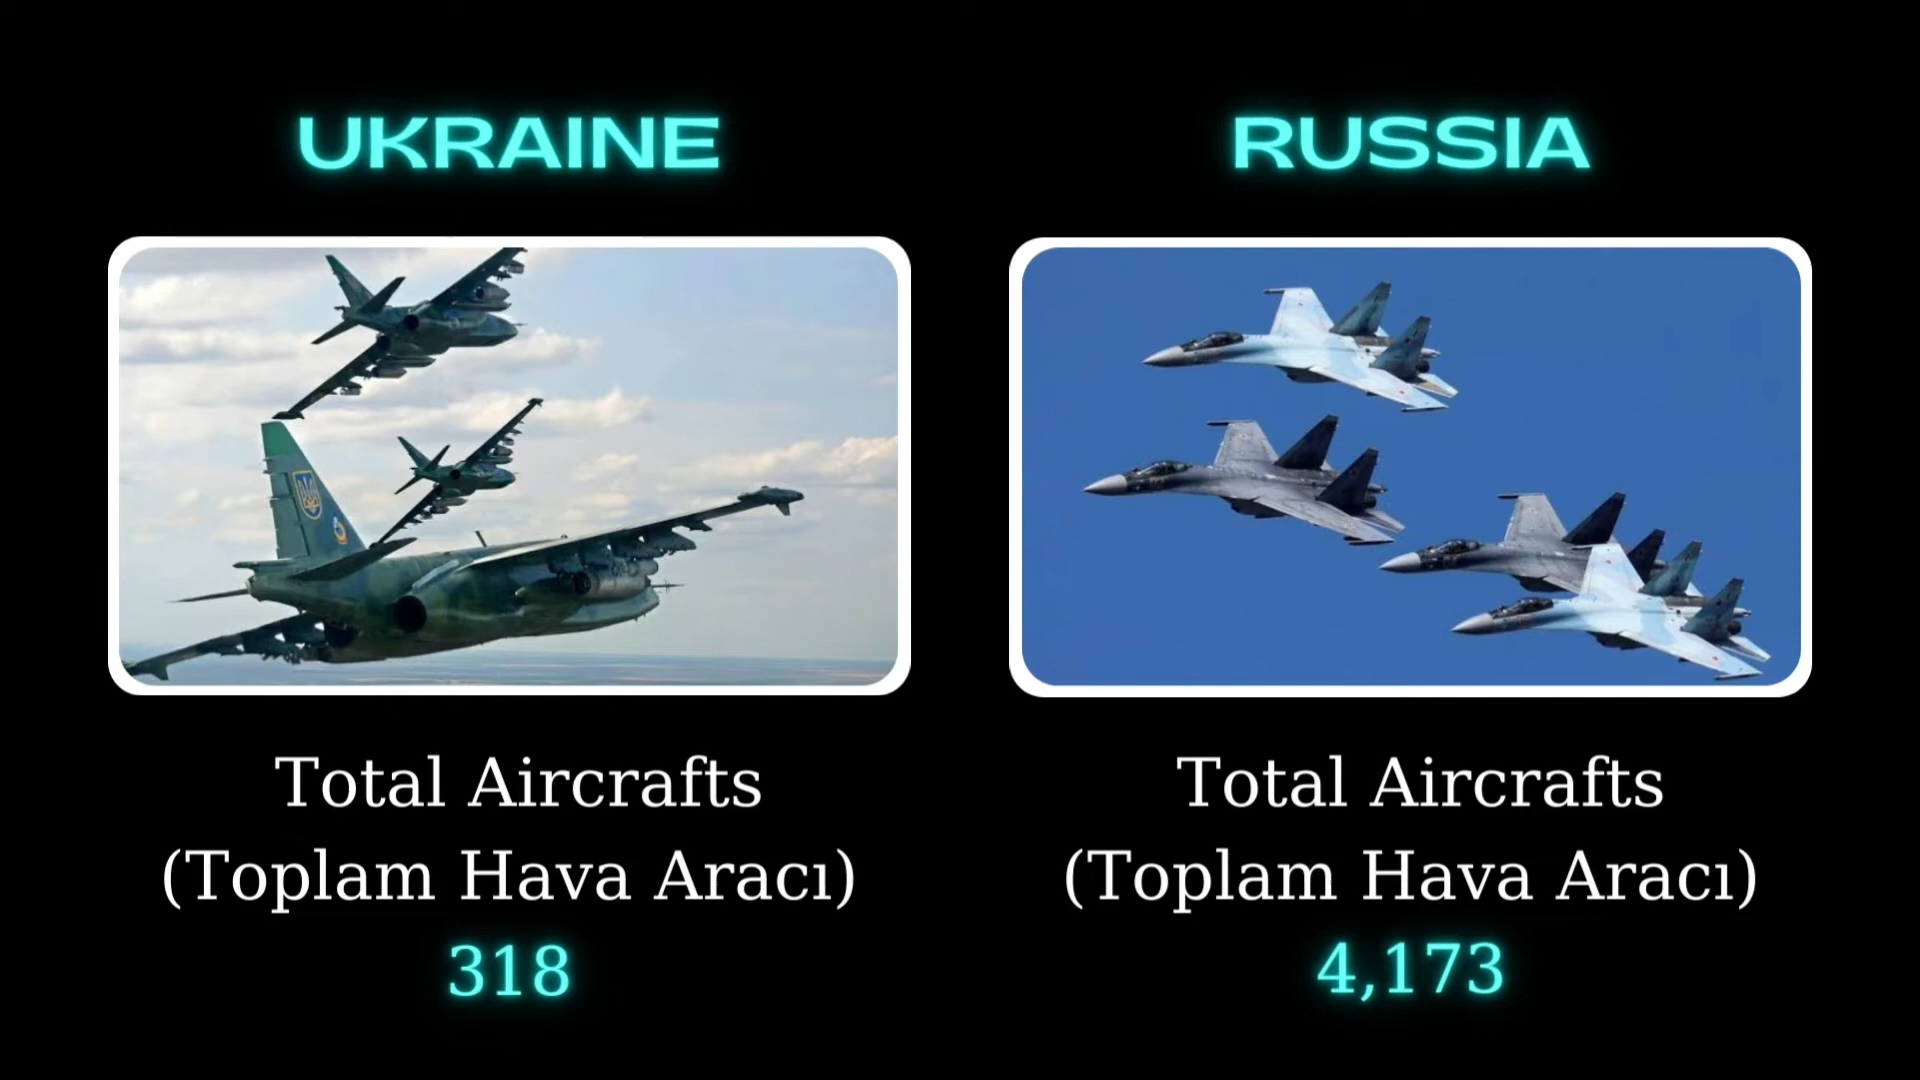 UKRAINE
RUSSIA
Total Aircrafts
(Toplam Hava Aracı)
318
Total Aircrafts
(Toplam Hava Aracı)
4,173